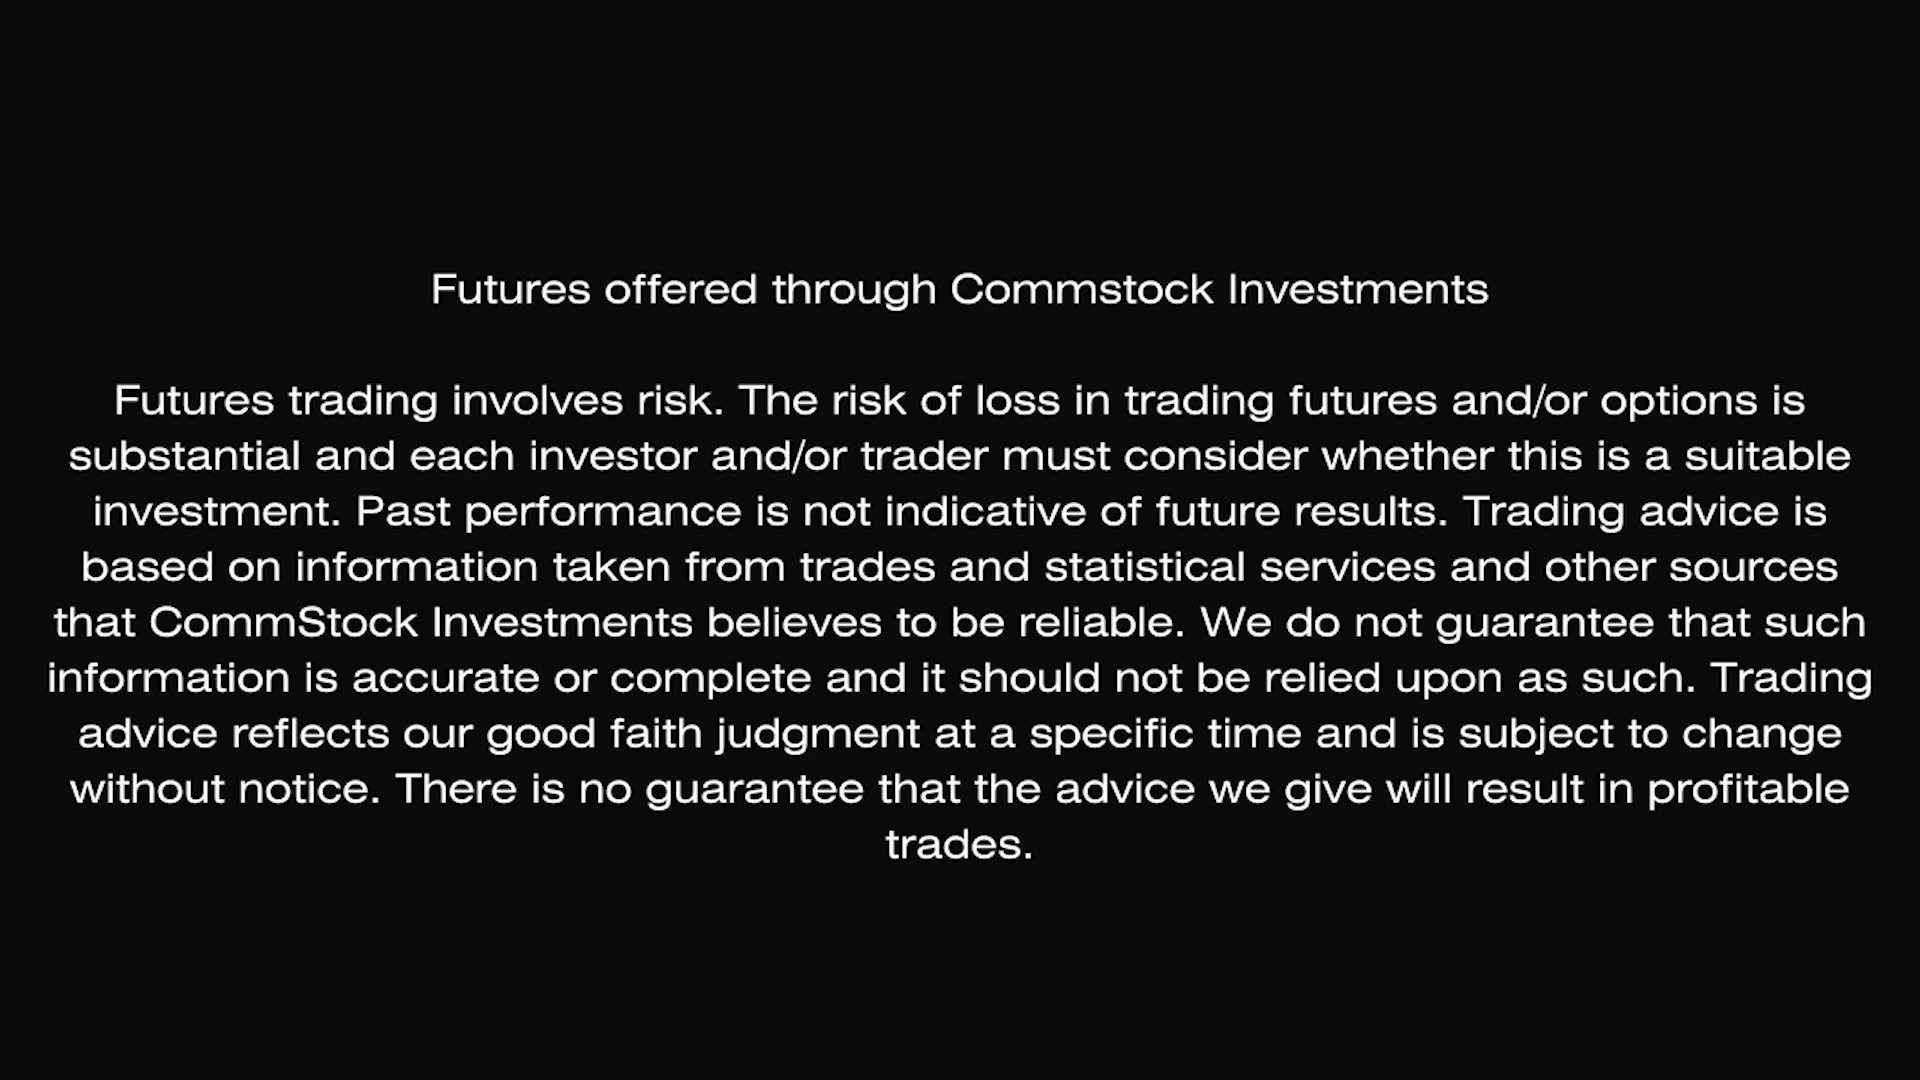 Futures offered through Commstock Investments
Futures trading involves risk. The risk of loss in trading futures and/or options is
substantial and each investor and/or trader must consider whether this is a suitable
investment. Past performance is not indicative of future results. Trading advice is
based on information taken from trades and statistical services and other sources
that CommStock Investments believes to be reliable. We do not guarantee that such
information is accurate or complete and it should not be relied upon as such. Trading
advice reflects our good faith judgment at a specific time and is subject to change
without notice. There is no guarantee that the advice we give will result in profitable
trades.